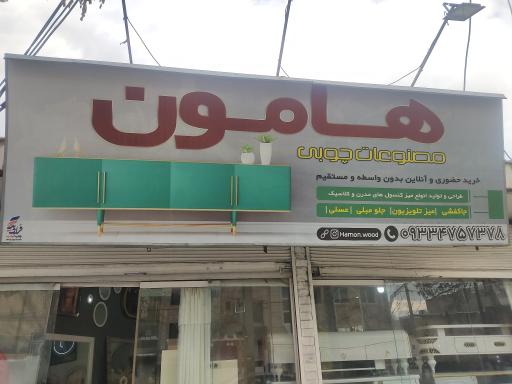 هامون
مصنوعات چوبی
خرید حضوری و آنلاین بدون واسطه و مستقیم
طراحی و تولید انواع میز کنسول های مدرن و کلاسیک
جاکفشی | میز تلویزیون | جلو مبلی | عسلی |
Hamon.wood ۰۹۳۳۴۷۵۷۳۷۸